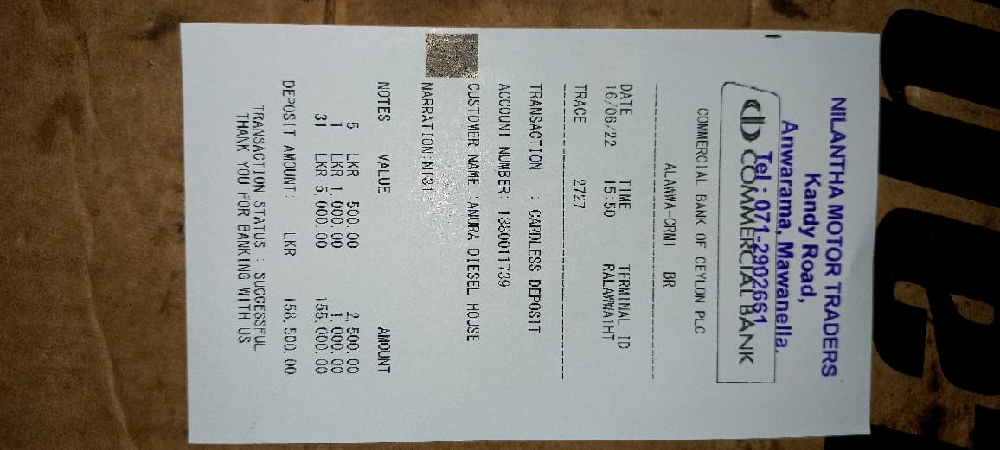 NILANTHA MOTOR TRADERS
Kandy Road,
Anwarama, Mawanella.
Tel : 071-2902661
COMMERCIAL BANK
COMMERCIAL BANK OF CEYLON PLC
ALAWWA-CRM1 BR
DATE TIME TERMINAL ID
16/06/22 15:50 RALAWWA1HT
TRACE 2727
TRANSACTION : CARDLESS DEPOSIT
ACCOUNT NUMBER:
CUSTOMER NAME :ANURA DIESEL HOUSE
NARRATION:
NOTES VALUE AMOUNT
5 LKR 500.00 2,500.00
1 LKR 1,000.00 1,000.00
31 LKR 5,000.00 155,000.00
DEPOSIT AMOUNT: LKR 158,500.00
TRANSACTION STATUS : SUCCESSFUL
THANK YOU FOR BANKING WITH US